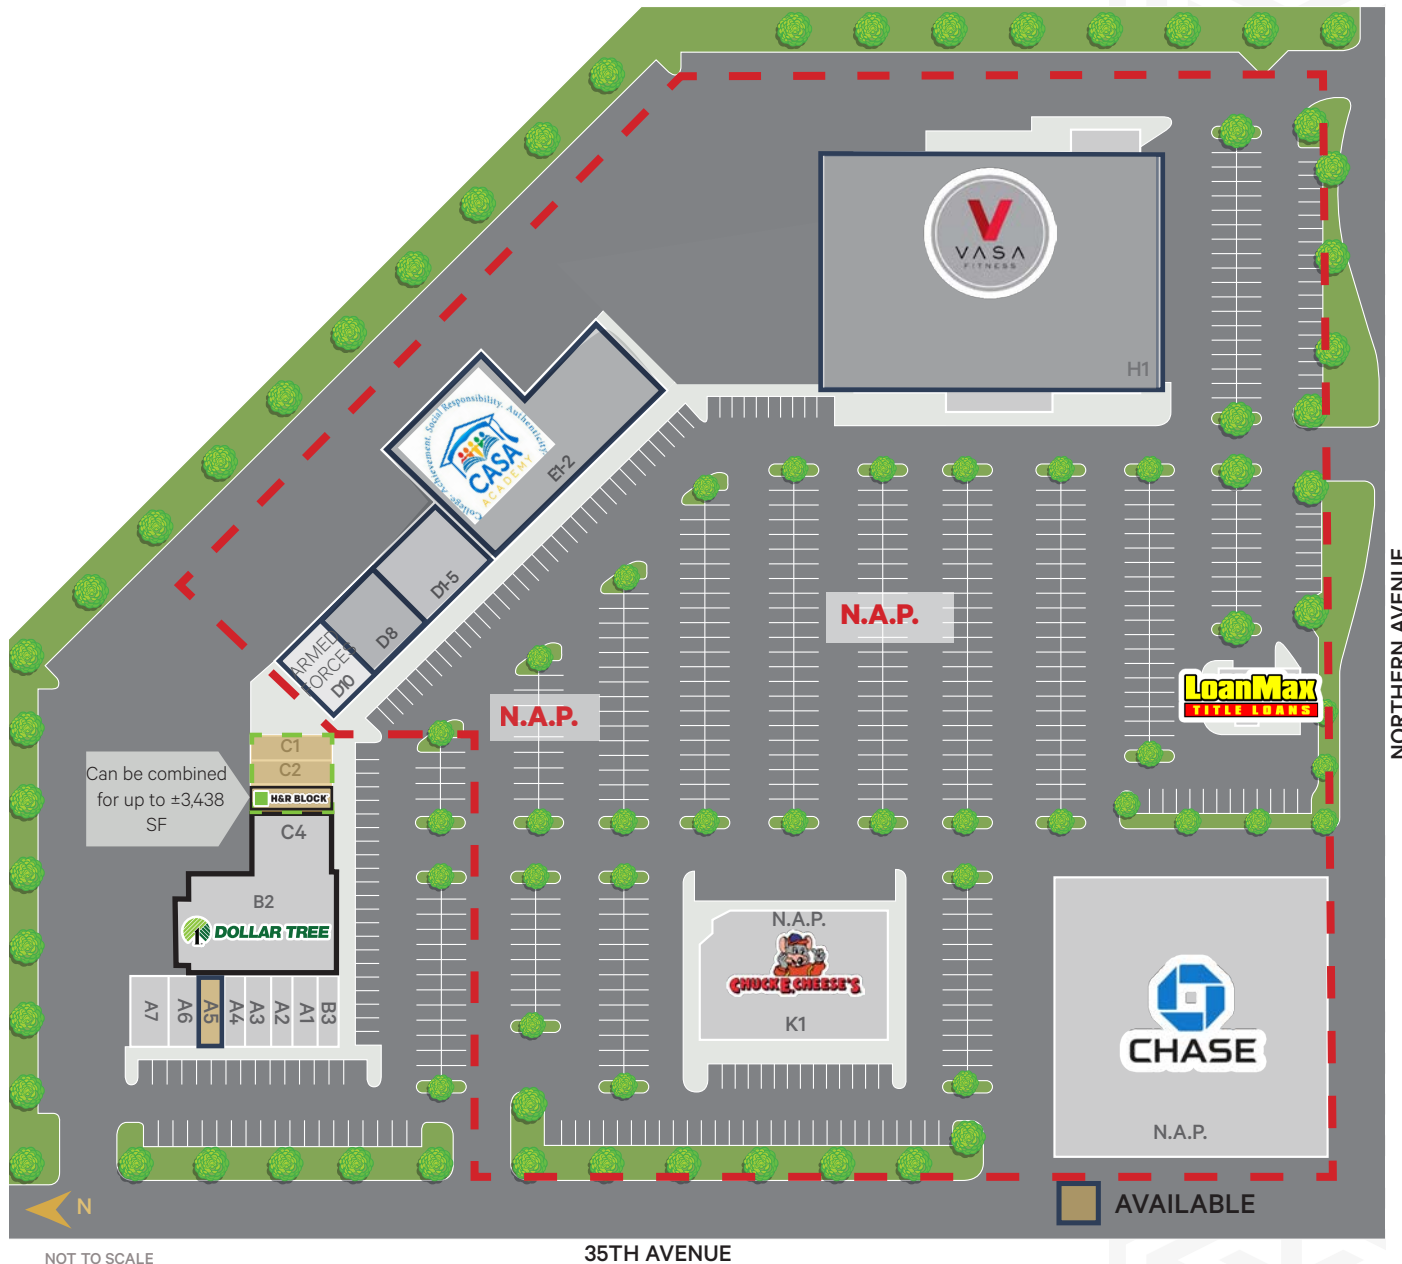 VASA
FITNESS
H1
College. Achievement. Social Responsibility. Authenticity.
CASA
ACADEMY
E1-2
D1-5
D8
ARMED
FORCES
D10
N.A.P.
N.A.P.
LoanMax
TITLE LOANS
NORTHERN AVENUE
C1
C2
Can be combined
for up to ±3,438
SF
H&R BLOCK
C4
B2
DOLLAR TREE
A7
A6
A5
A4
A3
A2
A1
B3
N.A.P.
CHUCK E. CHEESE'S
K1
CHASE
N.A.P.
N
AVAILABLE
NOT TO SCALE
35TH AVENUE